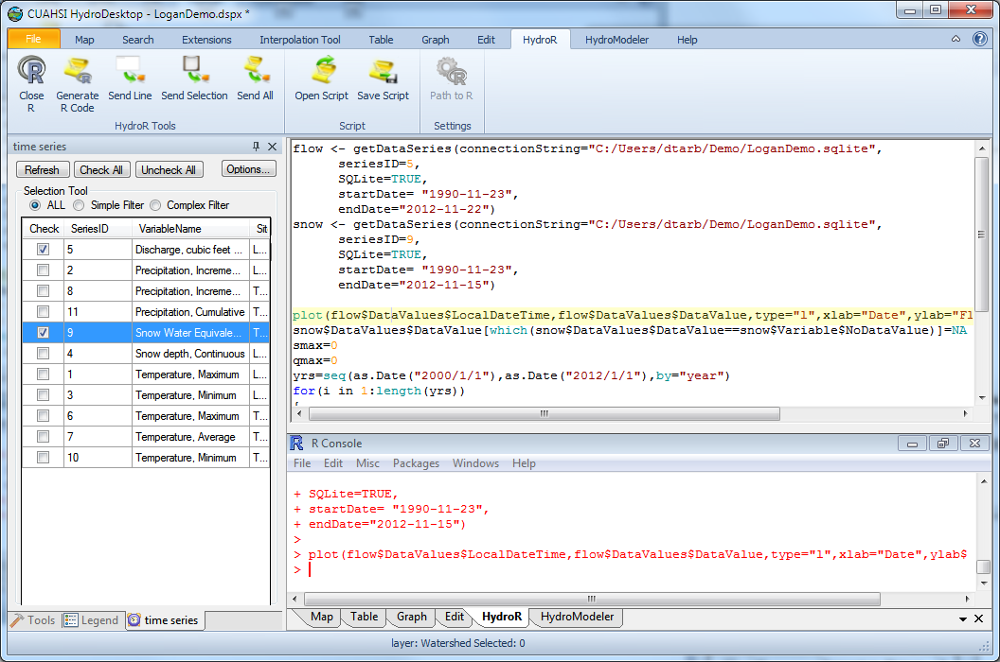 CUAHSI HydroDesktop - LoganDemo.dspx *
File Map Search Extensions Interpolation Tool Table Graph Edit HydroR HydroModeler Help
Close R
Generate R Code
Send Line
Send Selection
Send All
Open Script
Save Script
Path to R
HydroR Tools
Script
Settings
time series
Refresh Check All Uncheck All Options...
Selection Tool
ALL Simple Filter Complex Filter
Check SeriesID VariableName Sit
5 Discharge, cubic feet ... L...
2 Precipitation, Increme... L...
8 Precipitation, Increme... T...
11 Precipitation, Cumulative T...
9 Snow Water Equivale... T...
4 Snow depth, Continuous L...
1 Temperature, Maximum L...
3 Temperature, Minimum L...
6 Temperature, Maximum T...
7 Temperature, Average T...
10 Temperature, Minimum T...
Tools Legend time series
flow <- getDataSeries(connectionString="C:/Users/dtarb/Demo/LoganDemo.sqlite",
seriesID=5,
SQLite=TRUE,
startDate= "1990-11-23",
endDate="2012-11-22")
snow <- getDataSeries(connectionString="C:/Users/dtarb/Demo/LoganDemo.sqlite",
seriesID=9,
SQLite=TRUE,
startDate= "1990-11-23",
endDate="2012-11-15")
plot(flow$DataValues$LocalDateTime,flow$DataValues$DataValue,type="l",xlab="Date",ylab="Fl
snow$DataValues$DataValue[which(snow$DataValues$DataValue==snow$Variable$NoDataValue)]=NA
smax=0
qmax=0
yrs=seq(as.Date("2000/1/1"),as.Date("2012/1/1"),by="year")
for(i in 1:length(yrs))
{
R Console
File Edit Misc Packages Windows Help
+ SQLite=TRUE,
+ startDate= "1990-11-23",
+ endDate="2012-11-15")
>
> plot(flow$DataValues$LocalDateTime,flow$DataValues$DataValue,type="l",xlab="Date",ylab$
>
Map Table Graph Edit HydroR HydroModeler
layer: Watershed Selected: 0